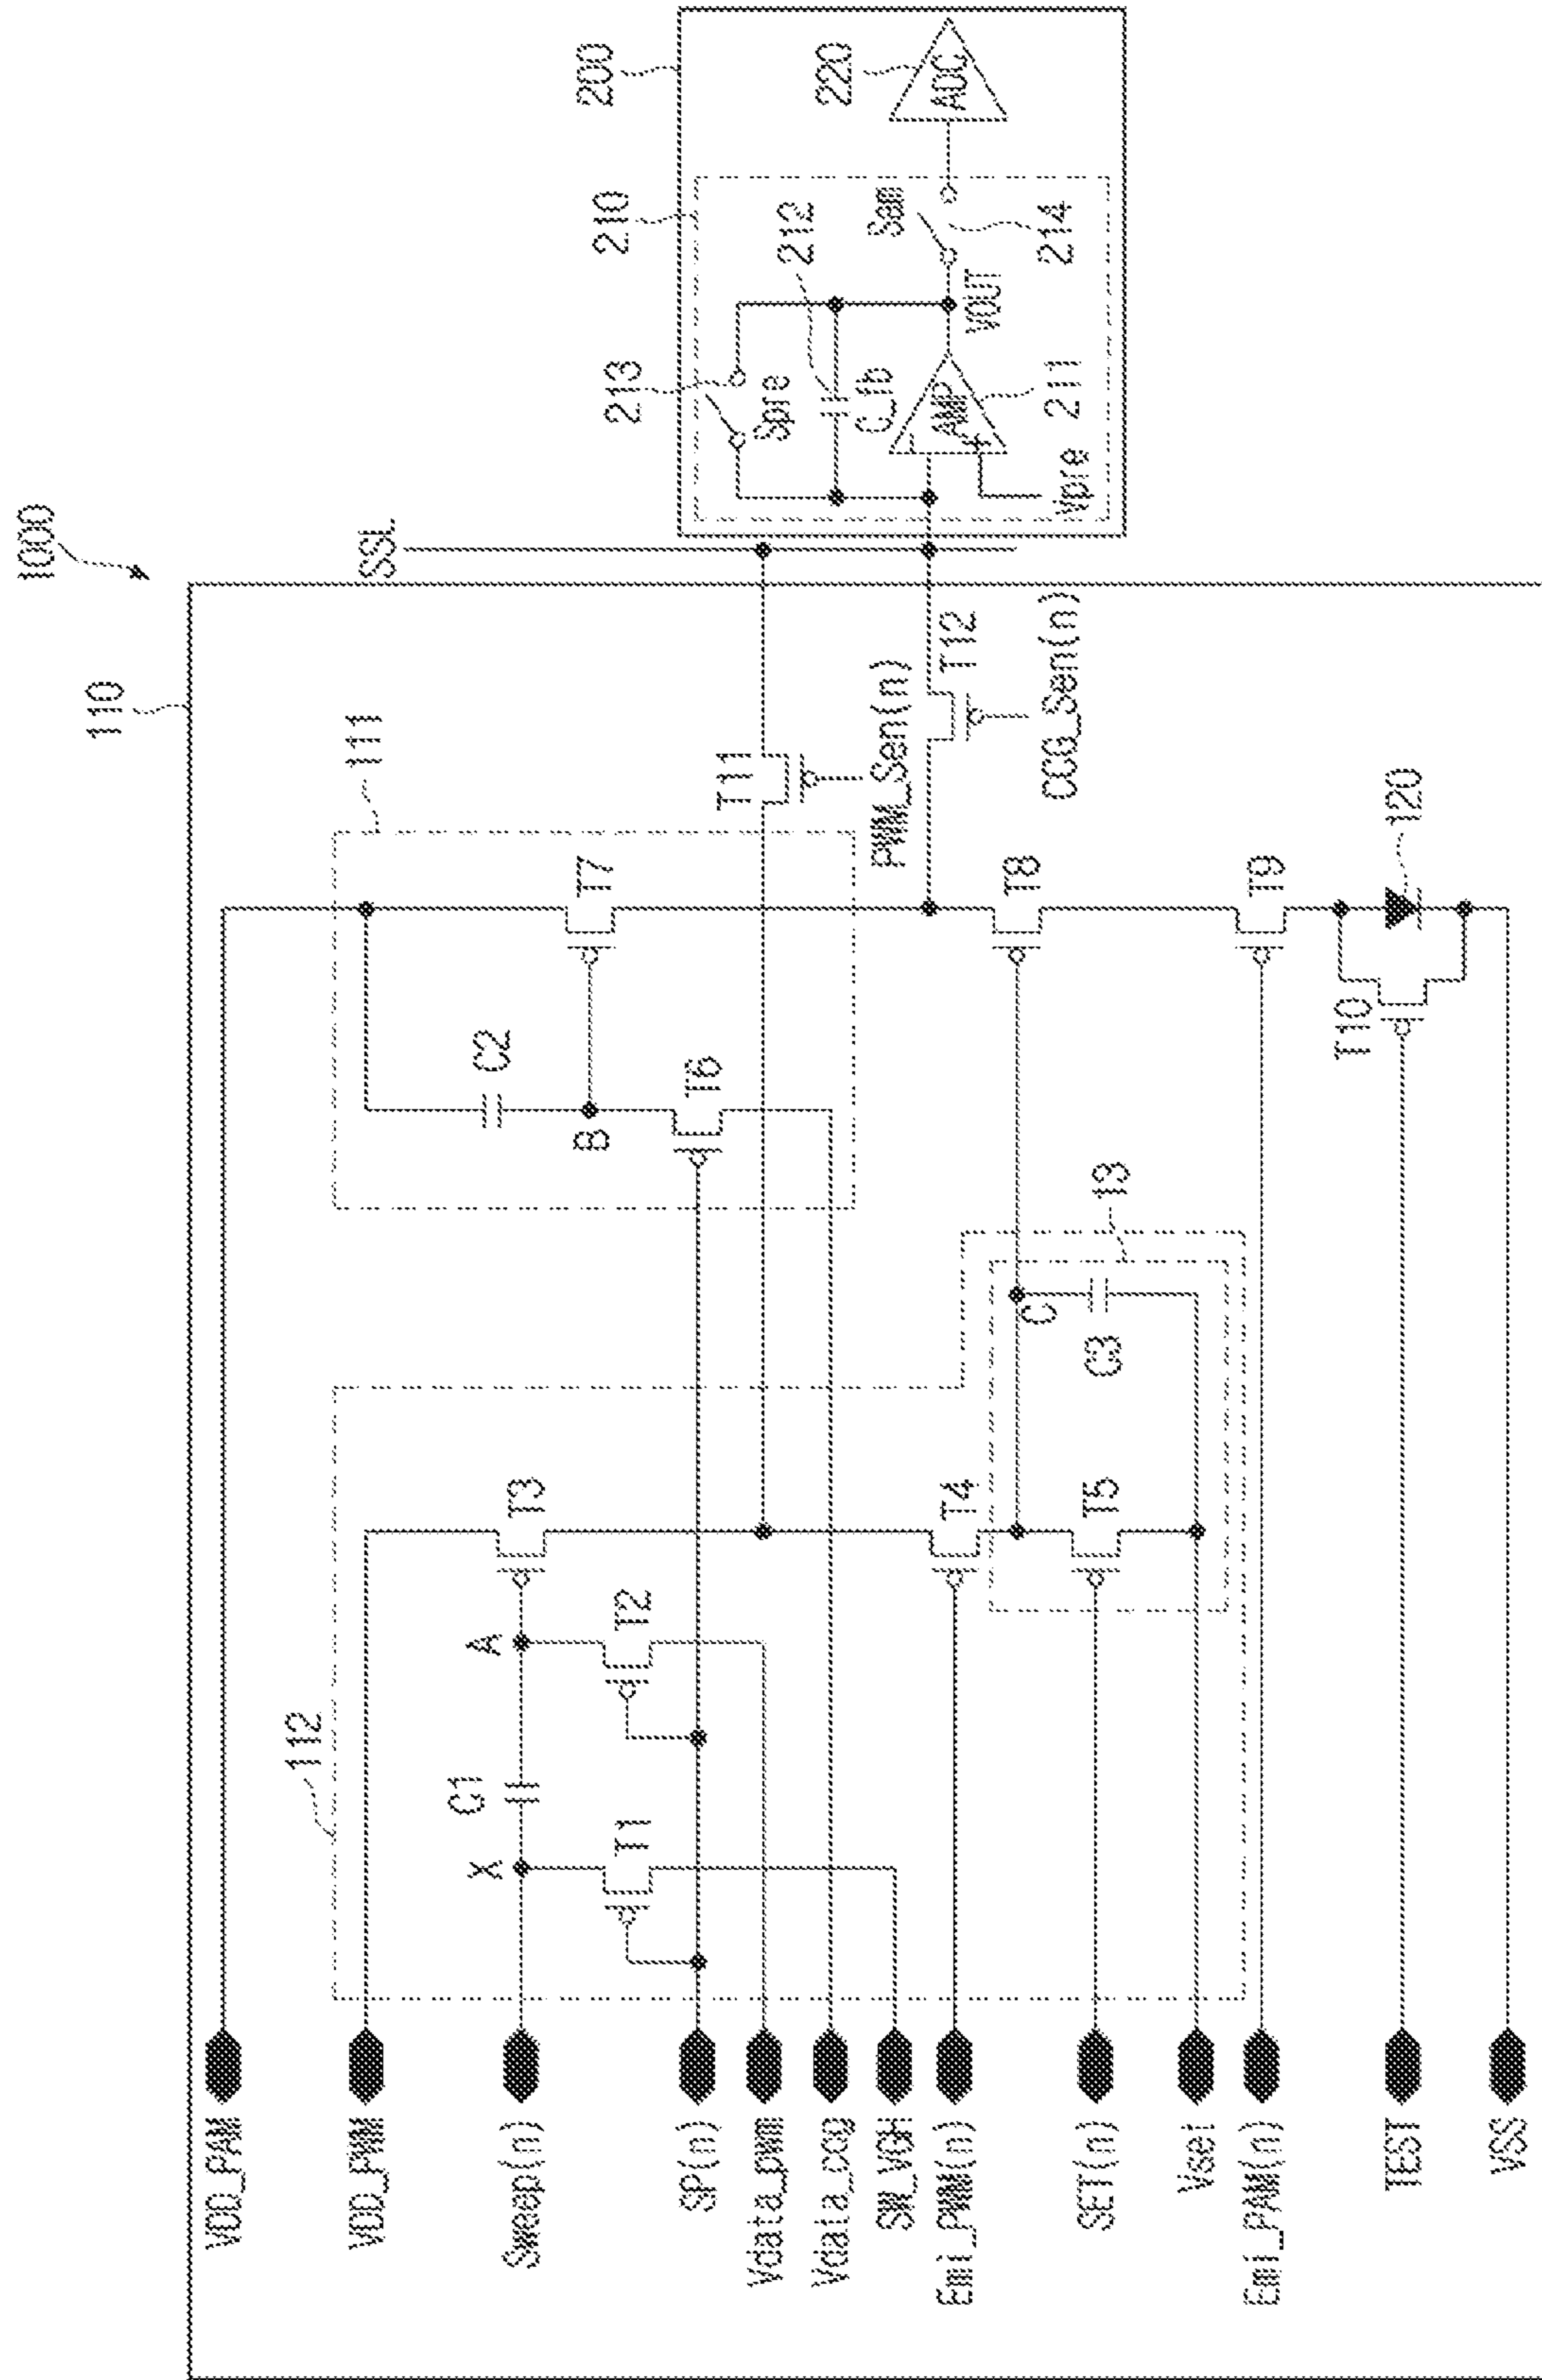 1000
110
200
SSL
210
220
ADC
213
Spre
212
C_fb
Sam
214
VOUT
AMP
-
+
211
Vpre
111
T7
C2
B
T6
T11
PWM_Sen(n)
T12
CCG_Sen(n)
T8
T9
120
T10
13
C
C3
112
T3
A
T2
C1
X
T1
T4
T5
VDD_PAM
VDD_PWM
Sweep(n)
SP(n)
Vdata_pwm
Vdata_ccg
SW_VGH
Emi_PWM(n)
SET(n)
Vset
Emi_PAM(n)
TEST
VSS